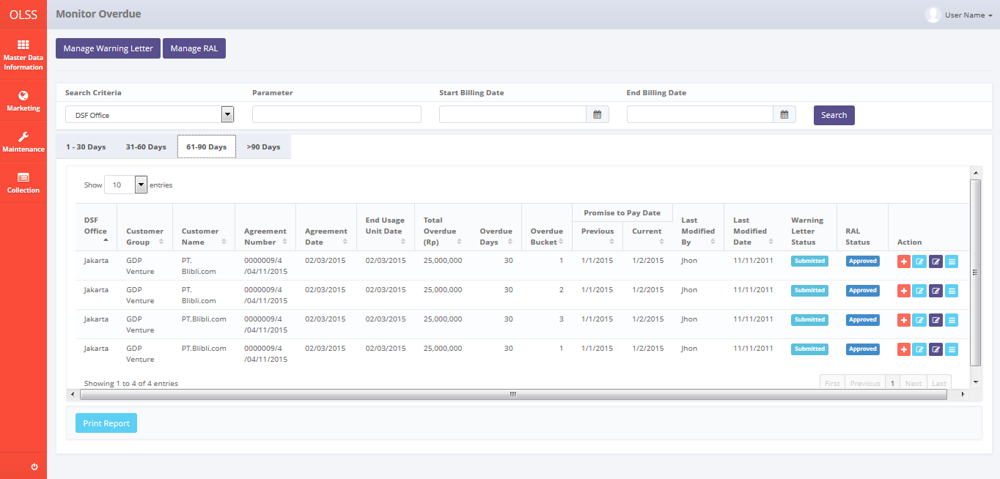 OLSS
Monitor Overdue
User Name
Master Data
Information
Marketing
Maintenance
Collection
Manage Warning Letter
Manage RAL
Search Criteria
Parameter
Start Billing Date
End Billing Date
DSF Office
Search
1 - 30 Days
31-60 Days
61-90 Days
>90 Days
Show 10 entries
DSF
Office
Customer
Group
Customer
Name
Agreement
Number
Agreement
Date
End Usage
Unit Date
Total
Overdue
(Rp)
Overdue
Days
Overdue
Bucket
Promise to Pay Date
Previous
Current
Last
Modified
By
Last
Modified
Date
Warning
Letter
Status
RAL
Status
Action
Jakarta GDP PT. 0000009/4 02/03/2015 02/03/2015 25,000,000 30 1 1/1/2015 1/2/2015 Jhon 11/11/2011 Submitted Approved
Venture Blibli.com /04/11/2015
Jakarta GDP PT. 0000009/4 02/03/2015 02/03/2015 25,000,000 30 2 1/1/2015 1/2/2015 Jhon 11/11/2011 Submitted Approved
Venture Blibli.com /04/11/2015
Jakarta GDP PT.Blibli.com 0000009/4 02/03/2015 02/03/2015 25,000,000 30 3 1/1/2015 1/2/2015 Jhon 11/11/2011 Submitted Approved
Venture /04/11/2015
Jakarta GDP PT.Blibli.com 0000009/4 02/03/2015 02/03/2015 25,000,000 30 1 1/1/2015 1/2/2015 Jhon 11/11/2011 Submitted Approved
Venture /04/11/2015
Showing 1 to 4 of 4 entries
First Previous 1 Next Last
Print Report